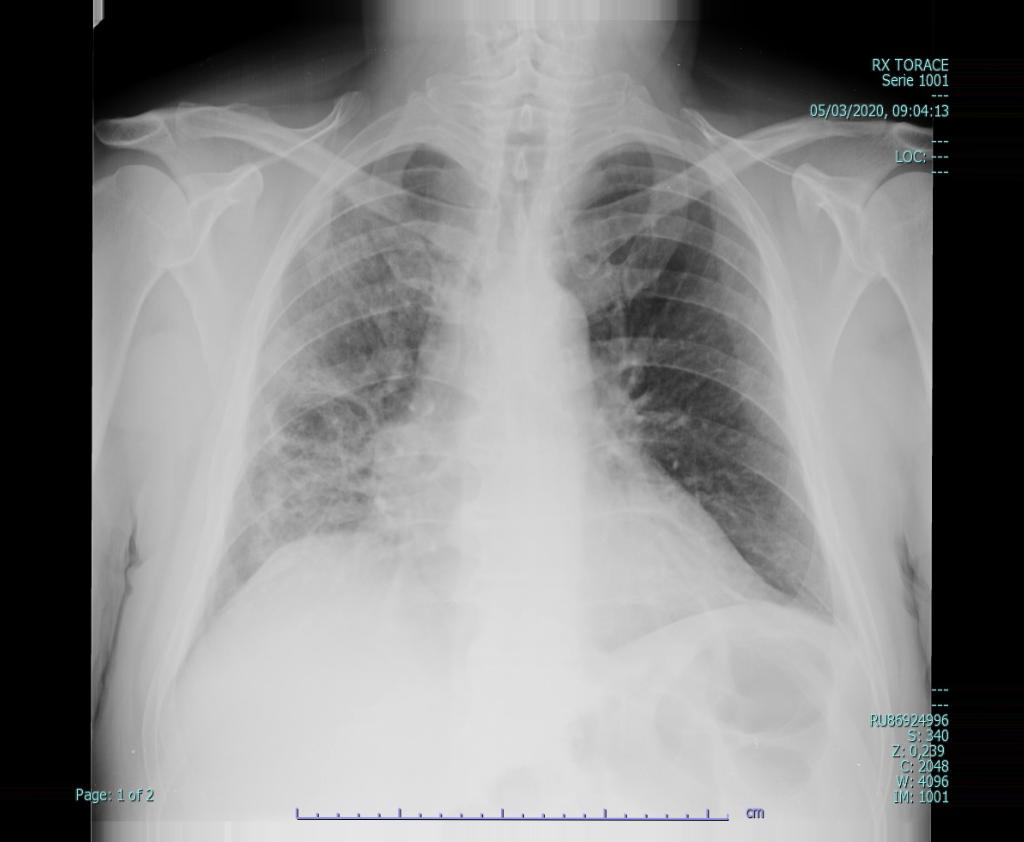 RX TORACE
Serie 1001
---
05/03/2020, 09:04:13
---
LOC: ---
---
---
---
RU86924996
S: 340
Z: 0,239
C: 2048
W: 4096
IM: 1001
Page: 1 of 2
cm